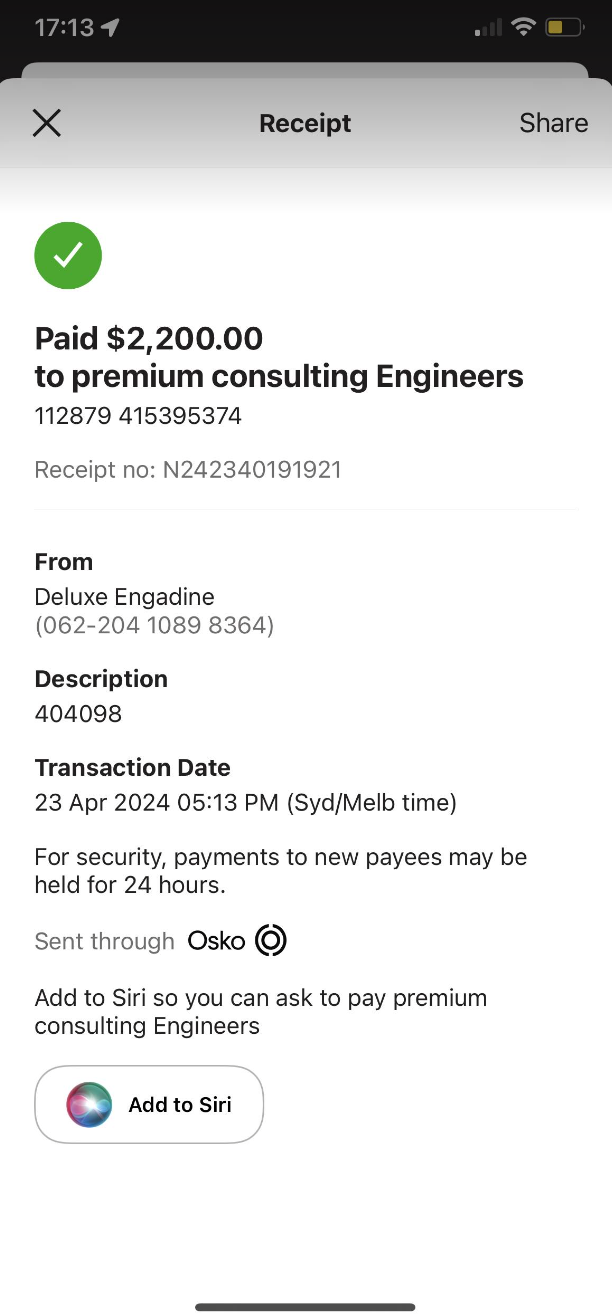 17:13
Receipt
Share
Paid $2,200.00
to premium consulting Engineers
112879 415395374
Receipt no: N242340191921
From
Deluxe Engadine
(062-204 1089 8364)
Description
404098
Transaction Date
23 Apr 2024 05:13 PM (Syd/Melb time)
For security, payments to new payees may be
held for 24 hours.
Sent through Osko
Add to Siri so you can ask to pay premium
consulting Engineers
Add to Siri